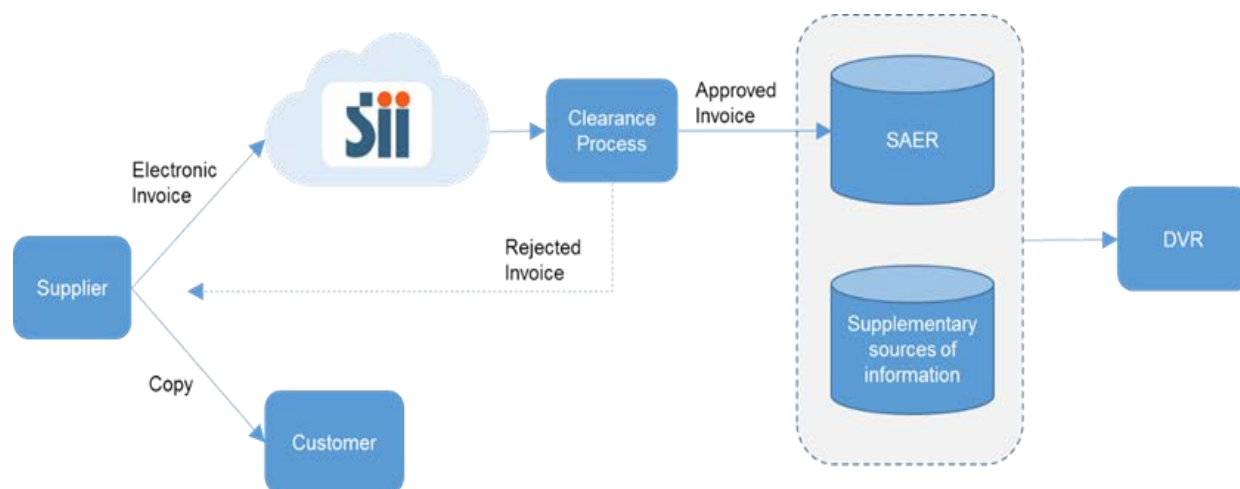 Sii
Electronic
Invoice
Supplier
Copy
Customer
Clearance
Process
Rejected
Invoice
Approved
Invoice
SAER
Supplementary
sources of
information
DVR